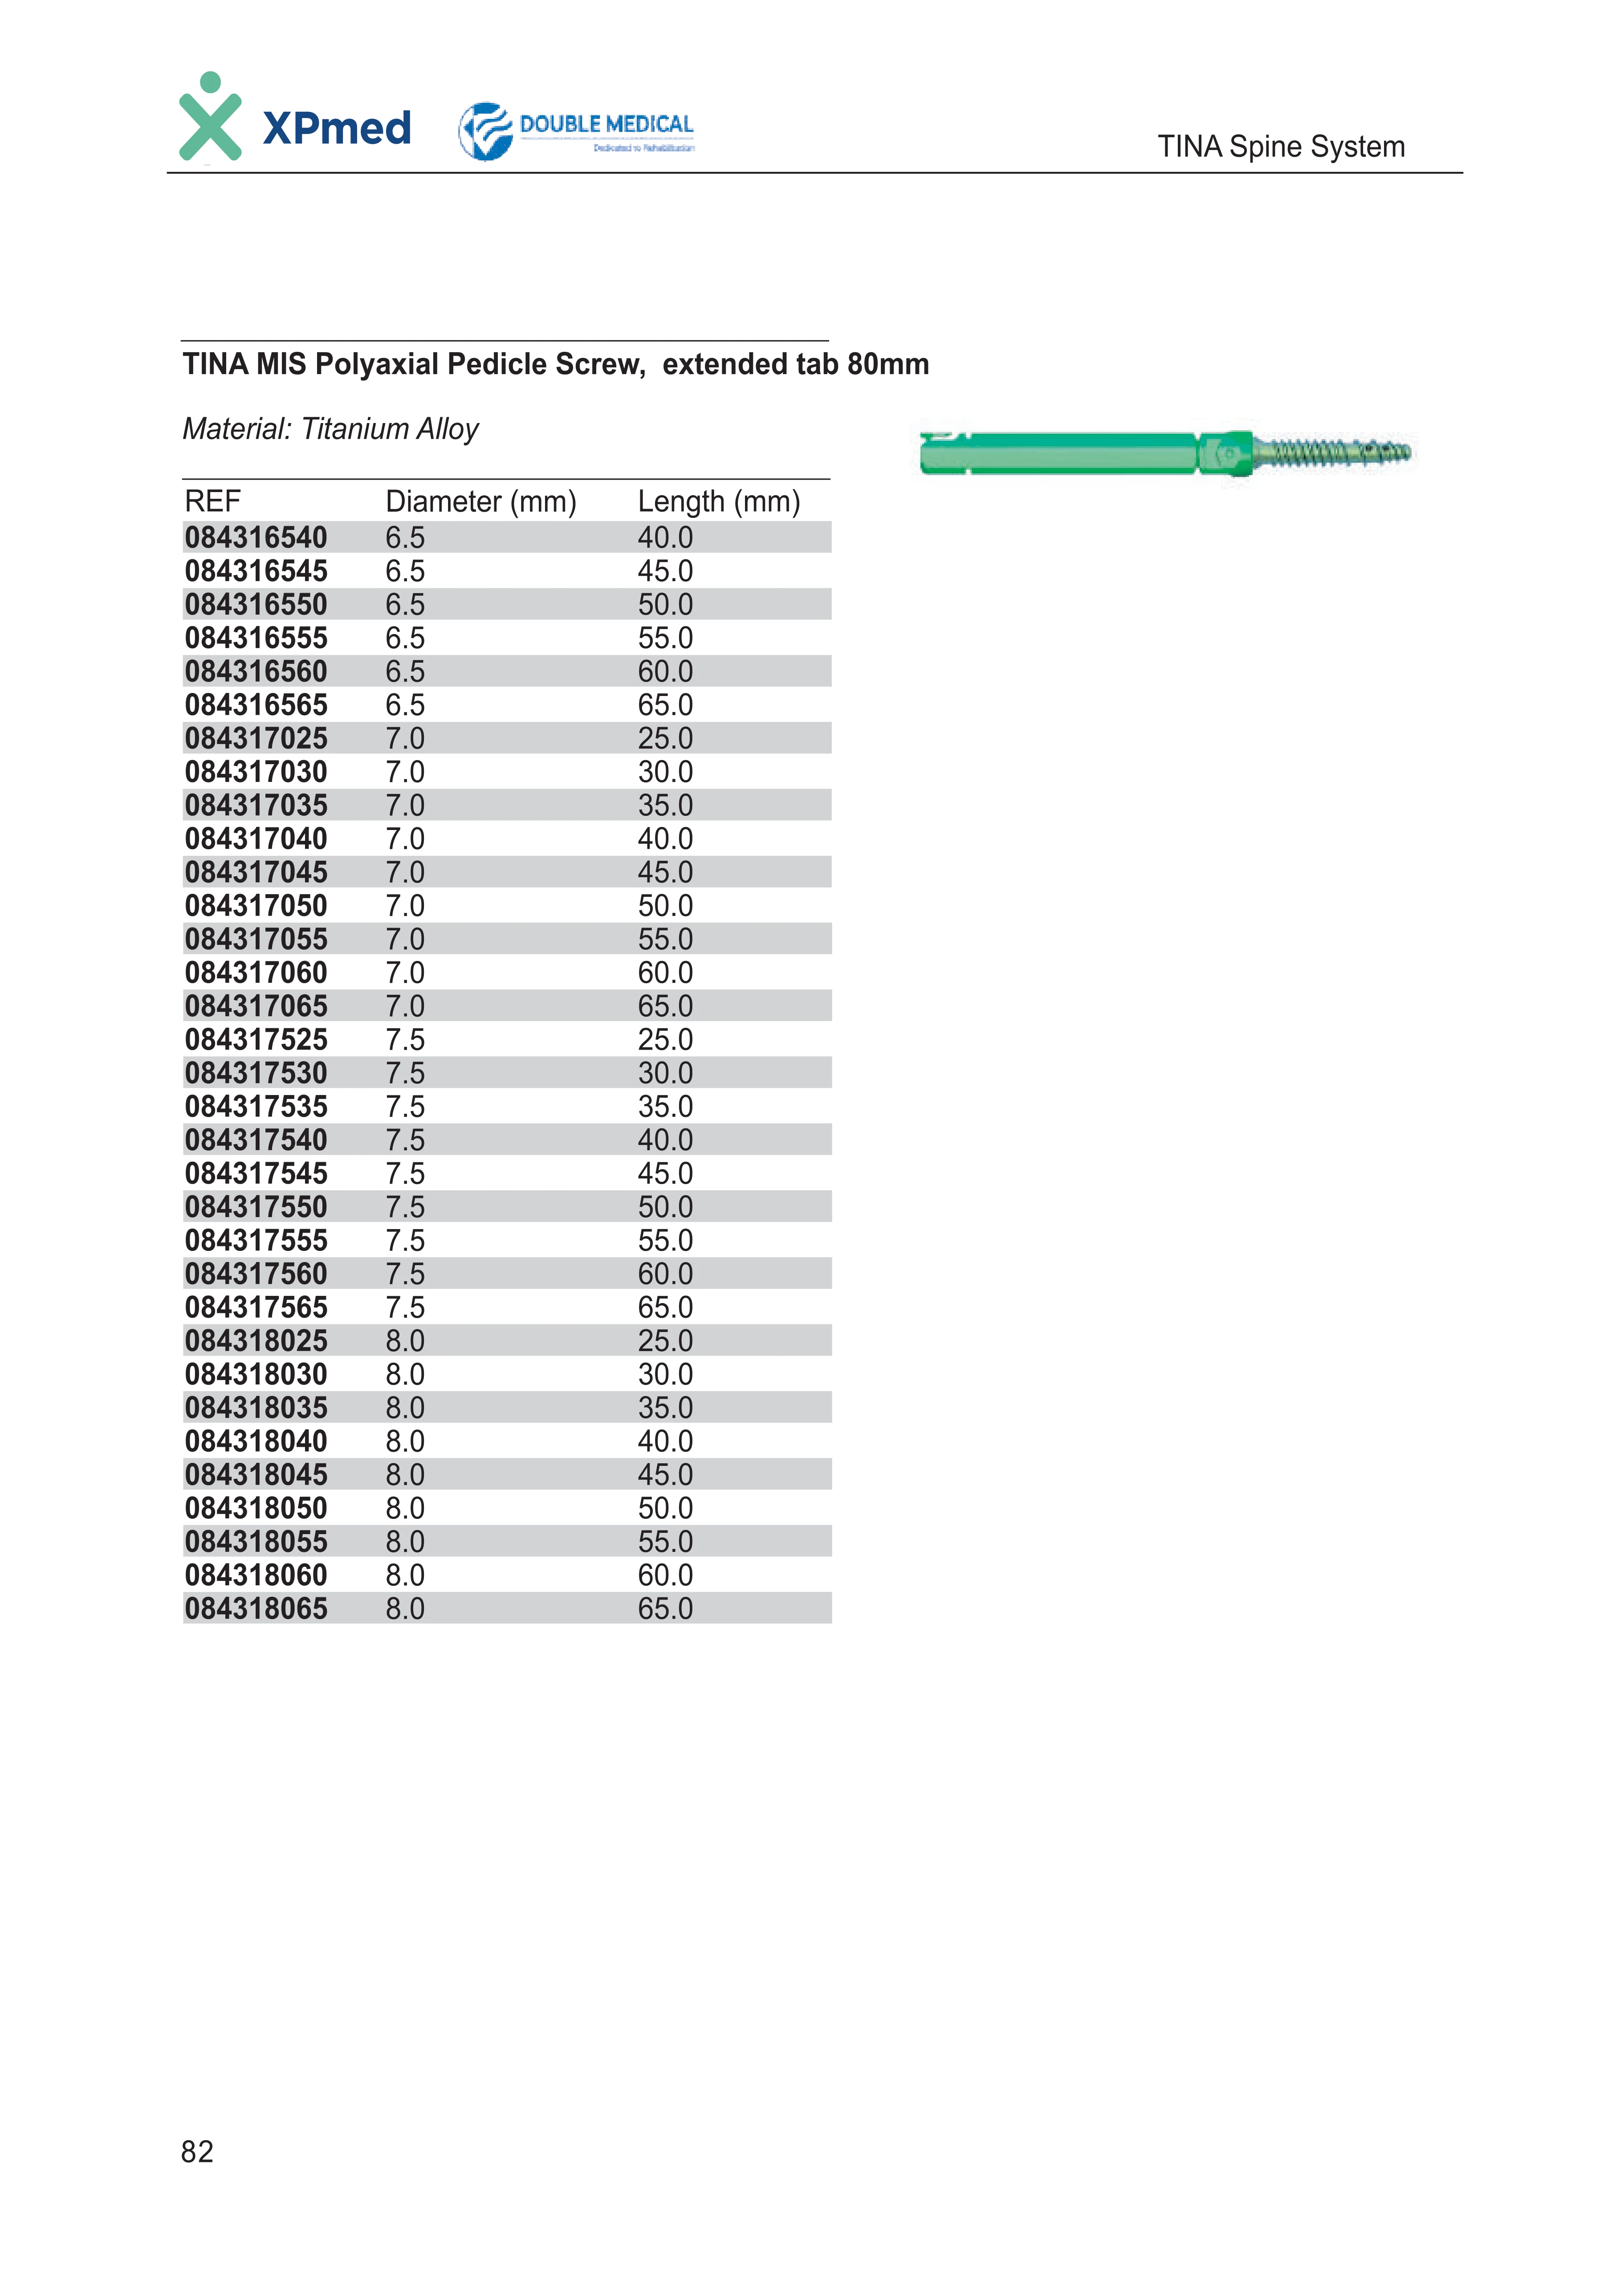 XPmed
DOUBLE MEDICAL
Dedicated to Rehabilitation
TINA Spine System
TINA MIS Polyaxial Pedicle Screw,  extended tab 80mm
Material: Titanium Alloy
REF Diameter (mm) Length (mm)
084316540 6.5 40.0
084316545 6.5 45.0
084316550 6.5 50.0
084316555 6.5 55.0
084316560 6.5 60.0
084316565 6.5 65.0
084317025 7.0 25.0
084317030 7.0 30.0
084317035 7.0 35.0
084317040 7.0 40.0
084317045 7.0 45.0
084317050 7.0 50.0
084317055 7.0 55.0
084317060 7.0 60.0
084317065 7.0 65.0
084317525 7.5 25.0
084317530 7.5 30.0
084317535 7.5 35.0
084317540 7.5 40.0
084317545 7.5 45.0
084317550 7.5 50.0
084317555 7.5 55.0
084317560 7.5 60.0
084317565 7.5 65.0
084318025 8.0 25.0
084318030 8.0 30.0
084318035 8.0 35.0
084318040 8.0 40.0
084318045 8.0 45.0
084318050 8.0 50.0
084318055 8.0 55.0
084318060 8.0 60.0
084318065 8.0 65.0
82